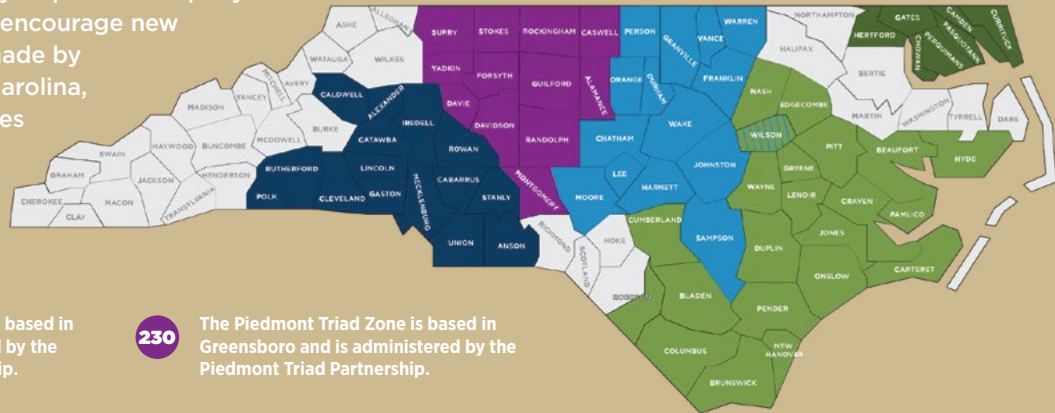 encourage new
made by
arolina,
es
based in
by the
ip.
230
The Piedmont Triad Zone is based in
Greensboro and is administered by the
Piedmont Triad Partnership.
ASHE
ALLEGHANY
SURRY
STOKES
ROCKINGHAM
CASWELL
PERSON
GRANVILLE
VANCE
WARREN
NORTHAMPTON
HERTFORD
GATES
CAMDEN
PASQUOTANK
CURRITUCK
PERQUIMANS
CHOWAN
WATAUGA
WILKES
YADKIN
FORSYTH
GUILFORD
ALAMANCE
ORANGE
DURHAM
FRANKLIN
HALIFAX
BERTIE
MITCHELL
AVERY
CALDWELL
ALEXANDER
IREDELL
DAVIE
DAVIDSON
RANDOLPH
CHATHAM
WAKE
NASH
EDGECOMBE
MARTIN
WASHINGTON
TYRRELL
DARE
MADISON
YANCEY
BURKE
CATAWBA
ROWAN
WILSON
PITT
BEAUFORT
HYDE
SWAIN
HAYWOOD
BUNCOMBE
MCDOWELL
RUTHERFORD
LINCOLN
CABARRUS
MONTGOMERY
MOORE
LEE
HARNETT
JOHNSTON
WAYNE
GREENE
LENOIR
CRAVEN
PAMLICO
GRAHAM
JACKSON
HENDERSON
POLK
CLEVELAND
GASTON
MECKLENBURG
STANLY
CHEROKEE
CLAY
MACON
TRANSYLVANIA
UNION
ANSON
RICHMOND
SCOTLAND
HOKE
CUMBERLAND
SAMPSON
DUPLIN
JONES
ONSLOW
CARTERET
ROBESON
BLADEN
PENDER
COLUMBUS
NEW
HANOVER
BRUNSWICK